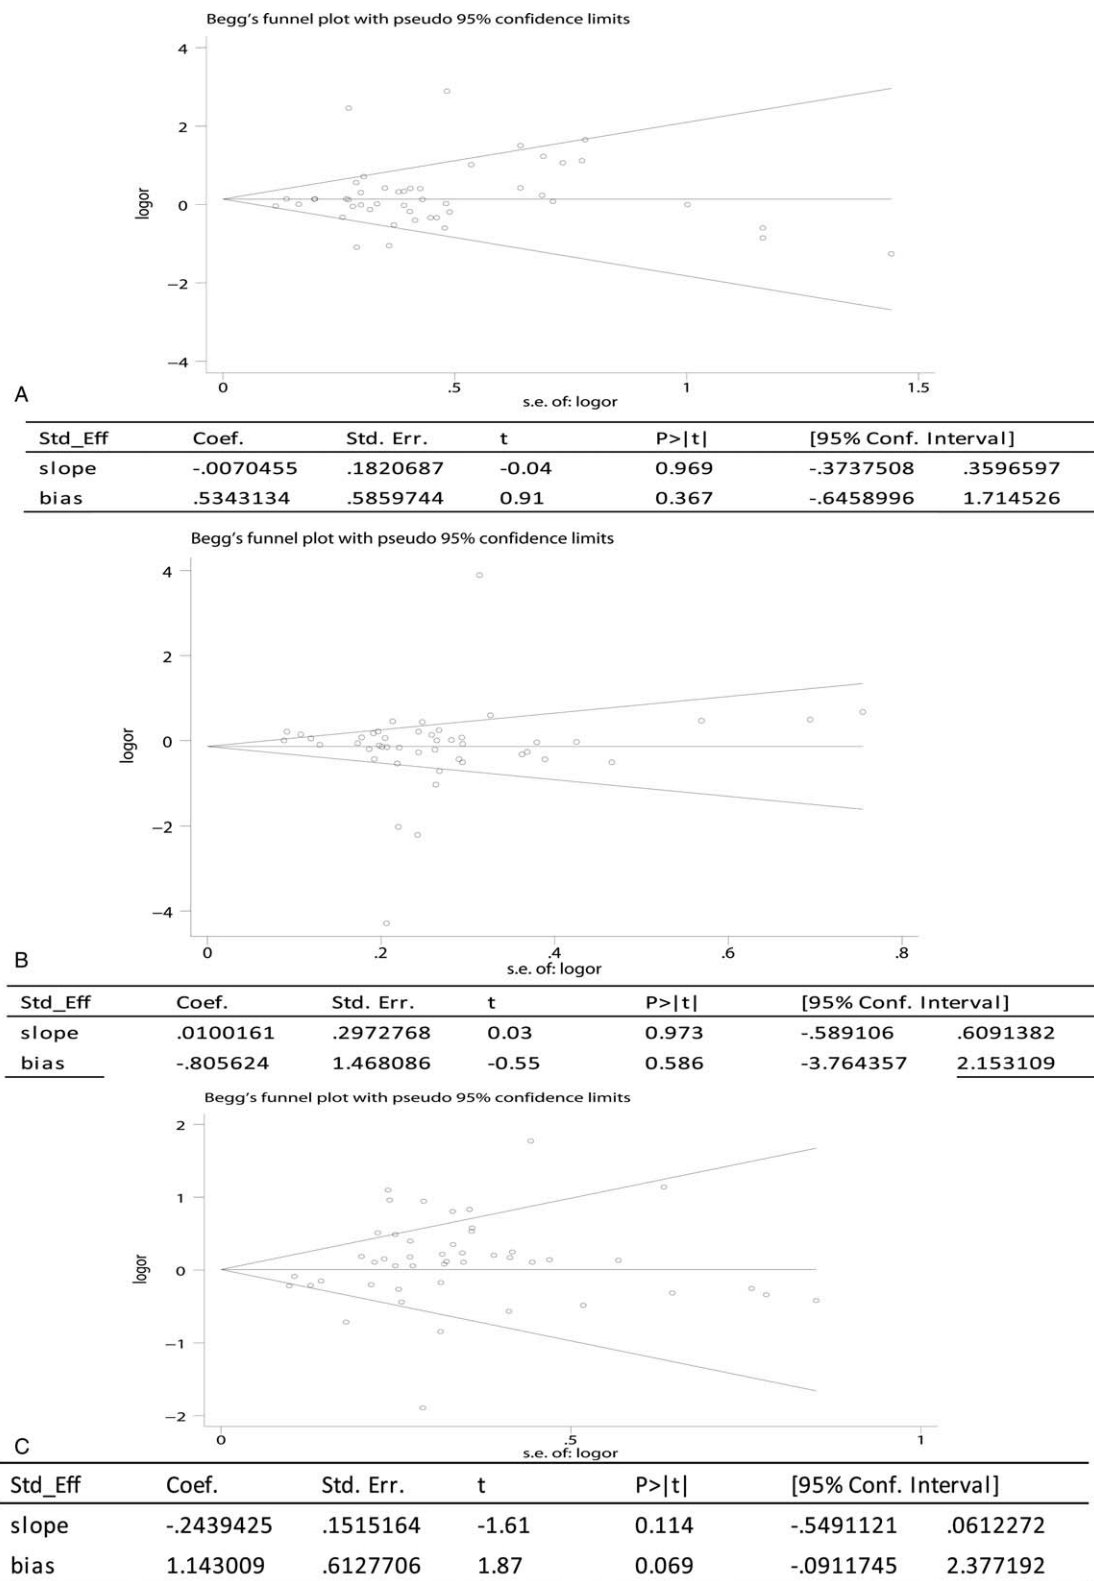 Begg's funnel plot with pseudo 95% confidence limits
4
2
0
−2
−4
logor
0 .5 1 1.5
s.e. of: logor
A
Std_Eff Coef. Std. Err. t P>|t| [95% Conf. Interval]
slope -.0070455 .1820687 -0.04 0.969 -.3737508 .3596597
bias .5343134 .5859744 0.91 0.367 -.6458996 1.714526
Begg's funnel plot with pseudo 95% confidence limits
4
2
0
−2
−4
logor
0 .2 .4 .6 .8
s.e. of: logor
B
Std_Eff Coef. Std. Err. t P>|t| [95% Conf. Interval]
slope .0100161 .2972768 0.03 0.973 -.589106 .6091382
bias -.805624 1.468086 -0.55 0.586 -3.764357 2.153109
Begg's funnel plot with pseudo 95% confidence limits
2
1
0
−1
−2
logor
0 .5 1
s.e. of: logor
C
Std_Eff Coef. Std. Err. t P>|t| [95% Conf. Interval]
slope -.2439425 .1515164 -1.61 0.114 -.5491121 .0612272
bias 1.143009 .6127706 1.87 0.069 -.0911745 2.377192